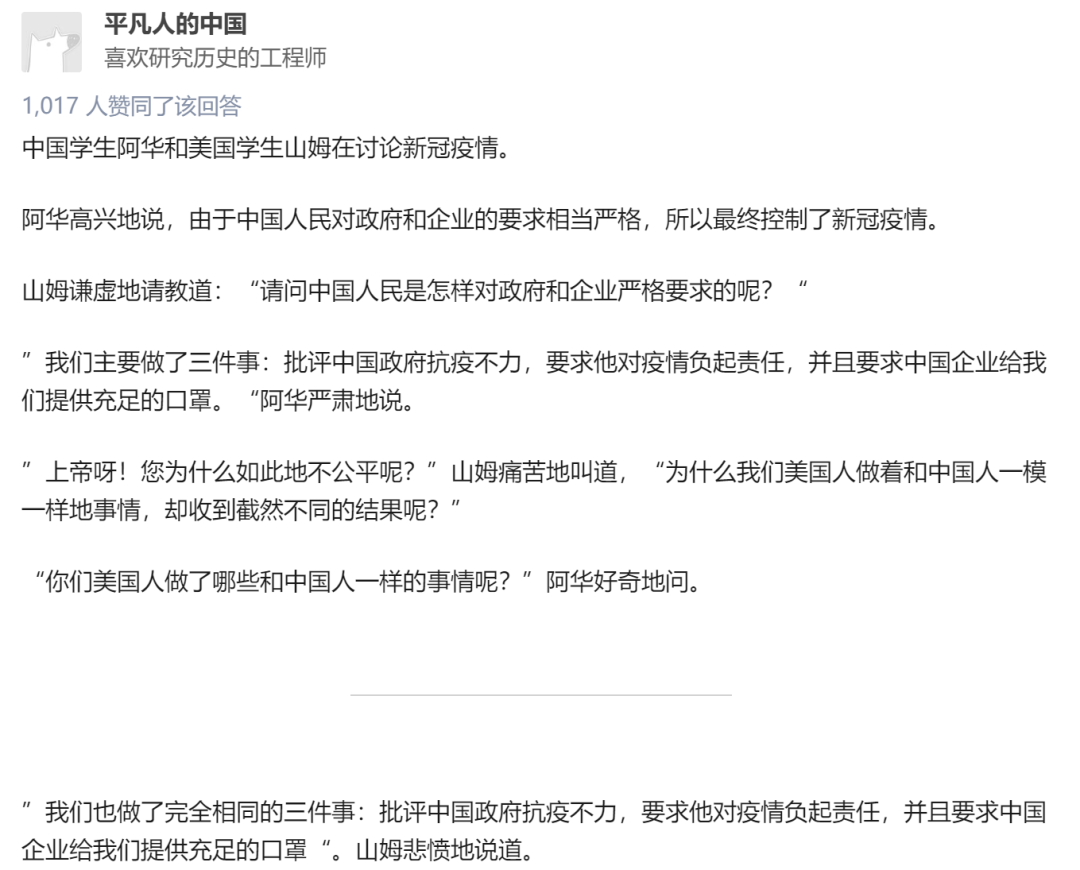 平凡人的中国
喜欢研究历史的工程师
1,017 人赞同了该回答
中国学生阿华和美国学生山姆在讨论新冠疫情。
阿华高兴地说，由于中国人民对政府和企业的要求相当严格，所以最终控制了新冠疫情。
山姆谦虚地请教道：“请问中国人民是怎样对政府和企业严格要求的呢？“
”我们主要做了三件事：批评中国政府抗疫不力，要求他对疫情负起责任，并且要求中国企业给我
们提供充足的口罩。“阿华严肃地说。
”上帝呀！您为什么如此地不公平呢？”山姆痛苦地叫道，“为什么我们美国人做着和中国人一模
一样地事情，却收到截然不同的结果呢？”
“你们美国人做了哪些和中国人一样的事情呢？”阿华好奇地问。
”我们也做了完全相同的三件事：批评中国政府抗疫不力，要求他对疫情负起责任，并且要求中国
企业给我们提供充足的口罩“。山姆悲愤地说道。